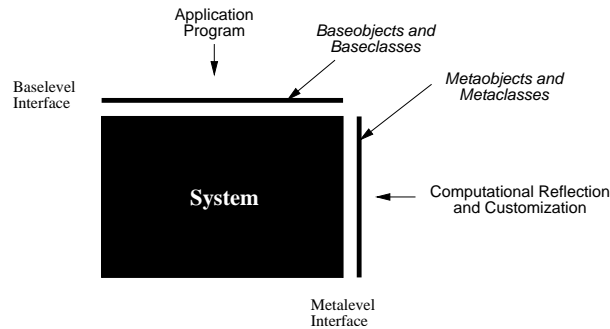 Application
Program
Baseobjects and
Baseclasses
Baselevel
Interface
Metaobjects and
Metaclasses
System
Computational Reflection
and Customization
Metalevel
Interface